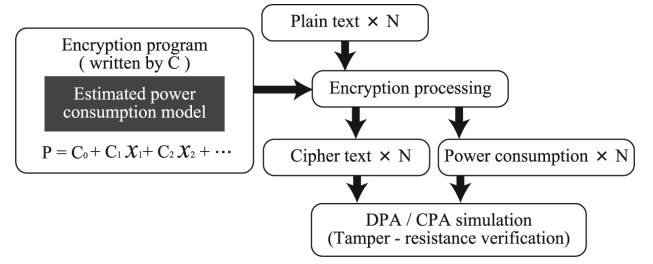 Plain text × N
Encryption program
( written by C )
Estimated power
consumption model
P = C₀ + C₁ x₁ + C₂ x₂ + ⋯
Encryption processing
Cipher text × N
Power consumption × N
DPA / CPA simulation
(Tamper - resistance verification)